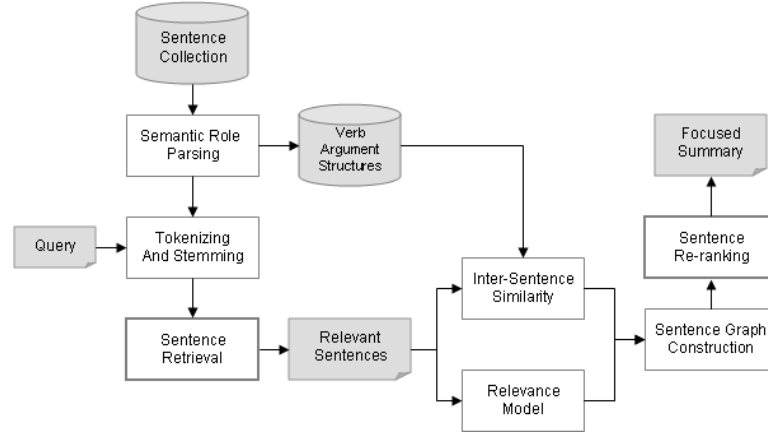 Sentence
Collection
Semantic Role
Parsing
Verb
Argument
Structures
Focused
Summary
Query
Tokenizing
And Stemming
Sentence
Re-ranking
Inter-Sentence
Similarity
Sentence
Retrieval
Relevant
Sentences
Sentence Graph
Construction
Relevance
Model